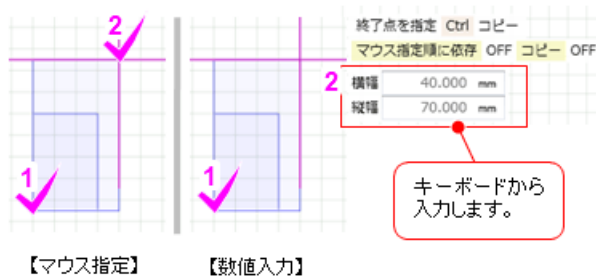 2
終了点を指定 Ctrl コピー
マウス指定順に依存 OFF コピー OFF
2
横幅 40.000 mm
縦幅 70.000 mm
1
1
キーボードから
入力します。
【マウス指定】
【数値入力】